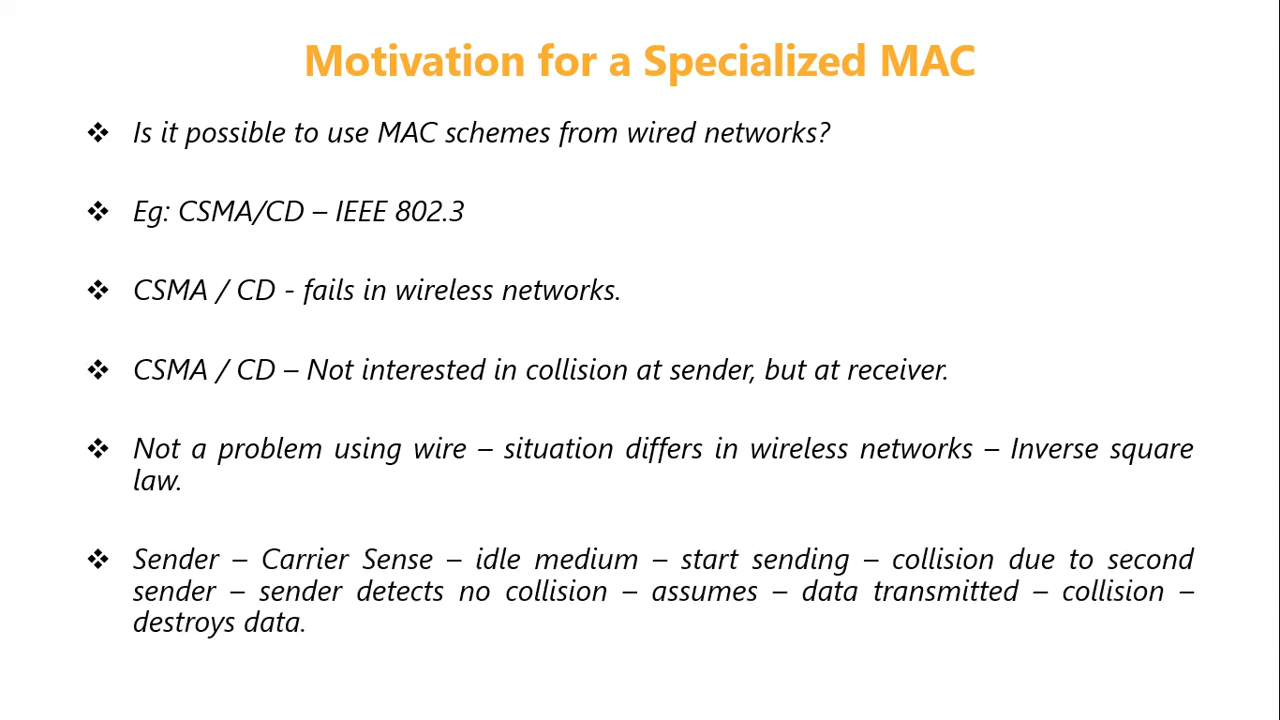 Motivation for a Specialized MAC
❖ Is it possible to use MAC schemes from wired networks?
❖ Eg: CSMA/CD – IEEE 802.3
❖ CSMA / CD - fails in wireless networks.
❖ CSMA / CD – Not interested in collision at sender, but at receiver.
❖ Not a problem using wire – situation differs in wireless networks – Inverse square
law.
❖ Sender – Carrier Sense – idle medium – start sending – collision due to second
sender – sender detects no collision – assumes – data transmitted – collision –
destroys data.